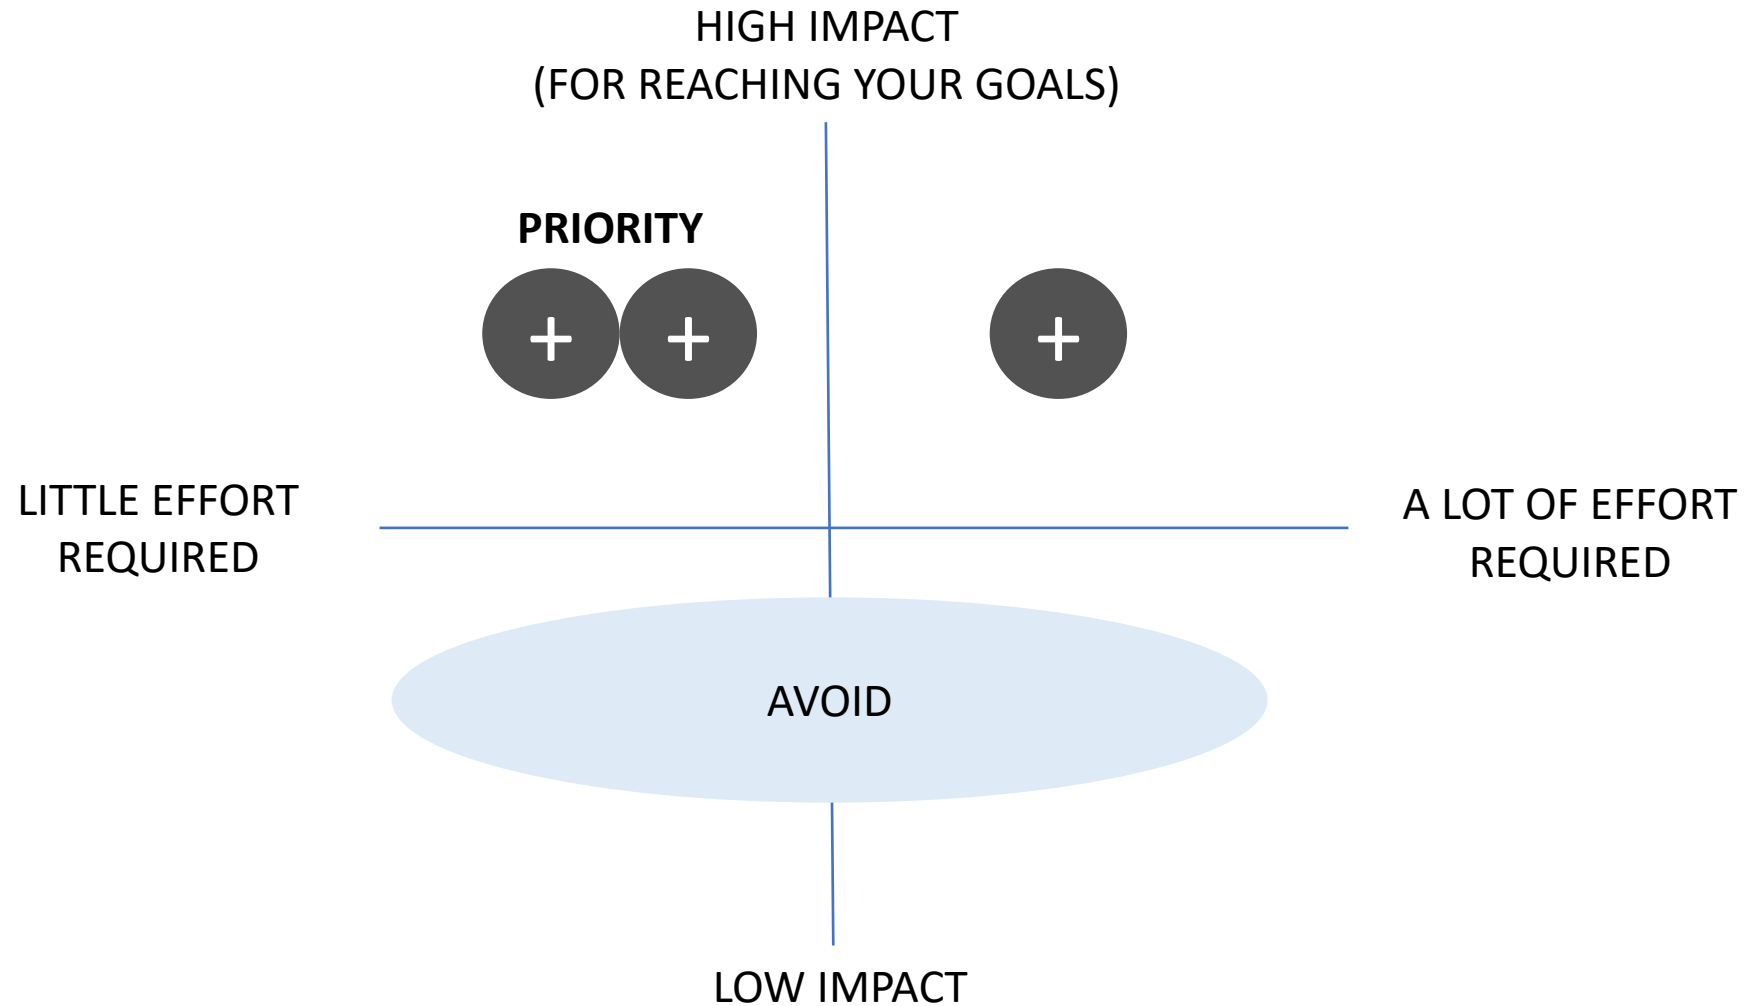 HIGH IMPACT
(FOR REACHING YOUR GOALS)
PRIORITY
+ +
+
LITTLE EFFORT
REQUIRED
A LOT OF EFFORT
REQUIRED
AVOID
LOW IMPACT